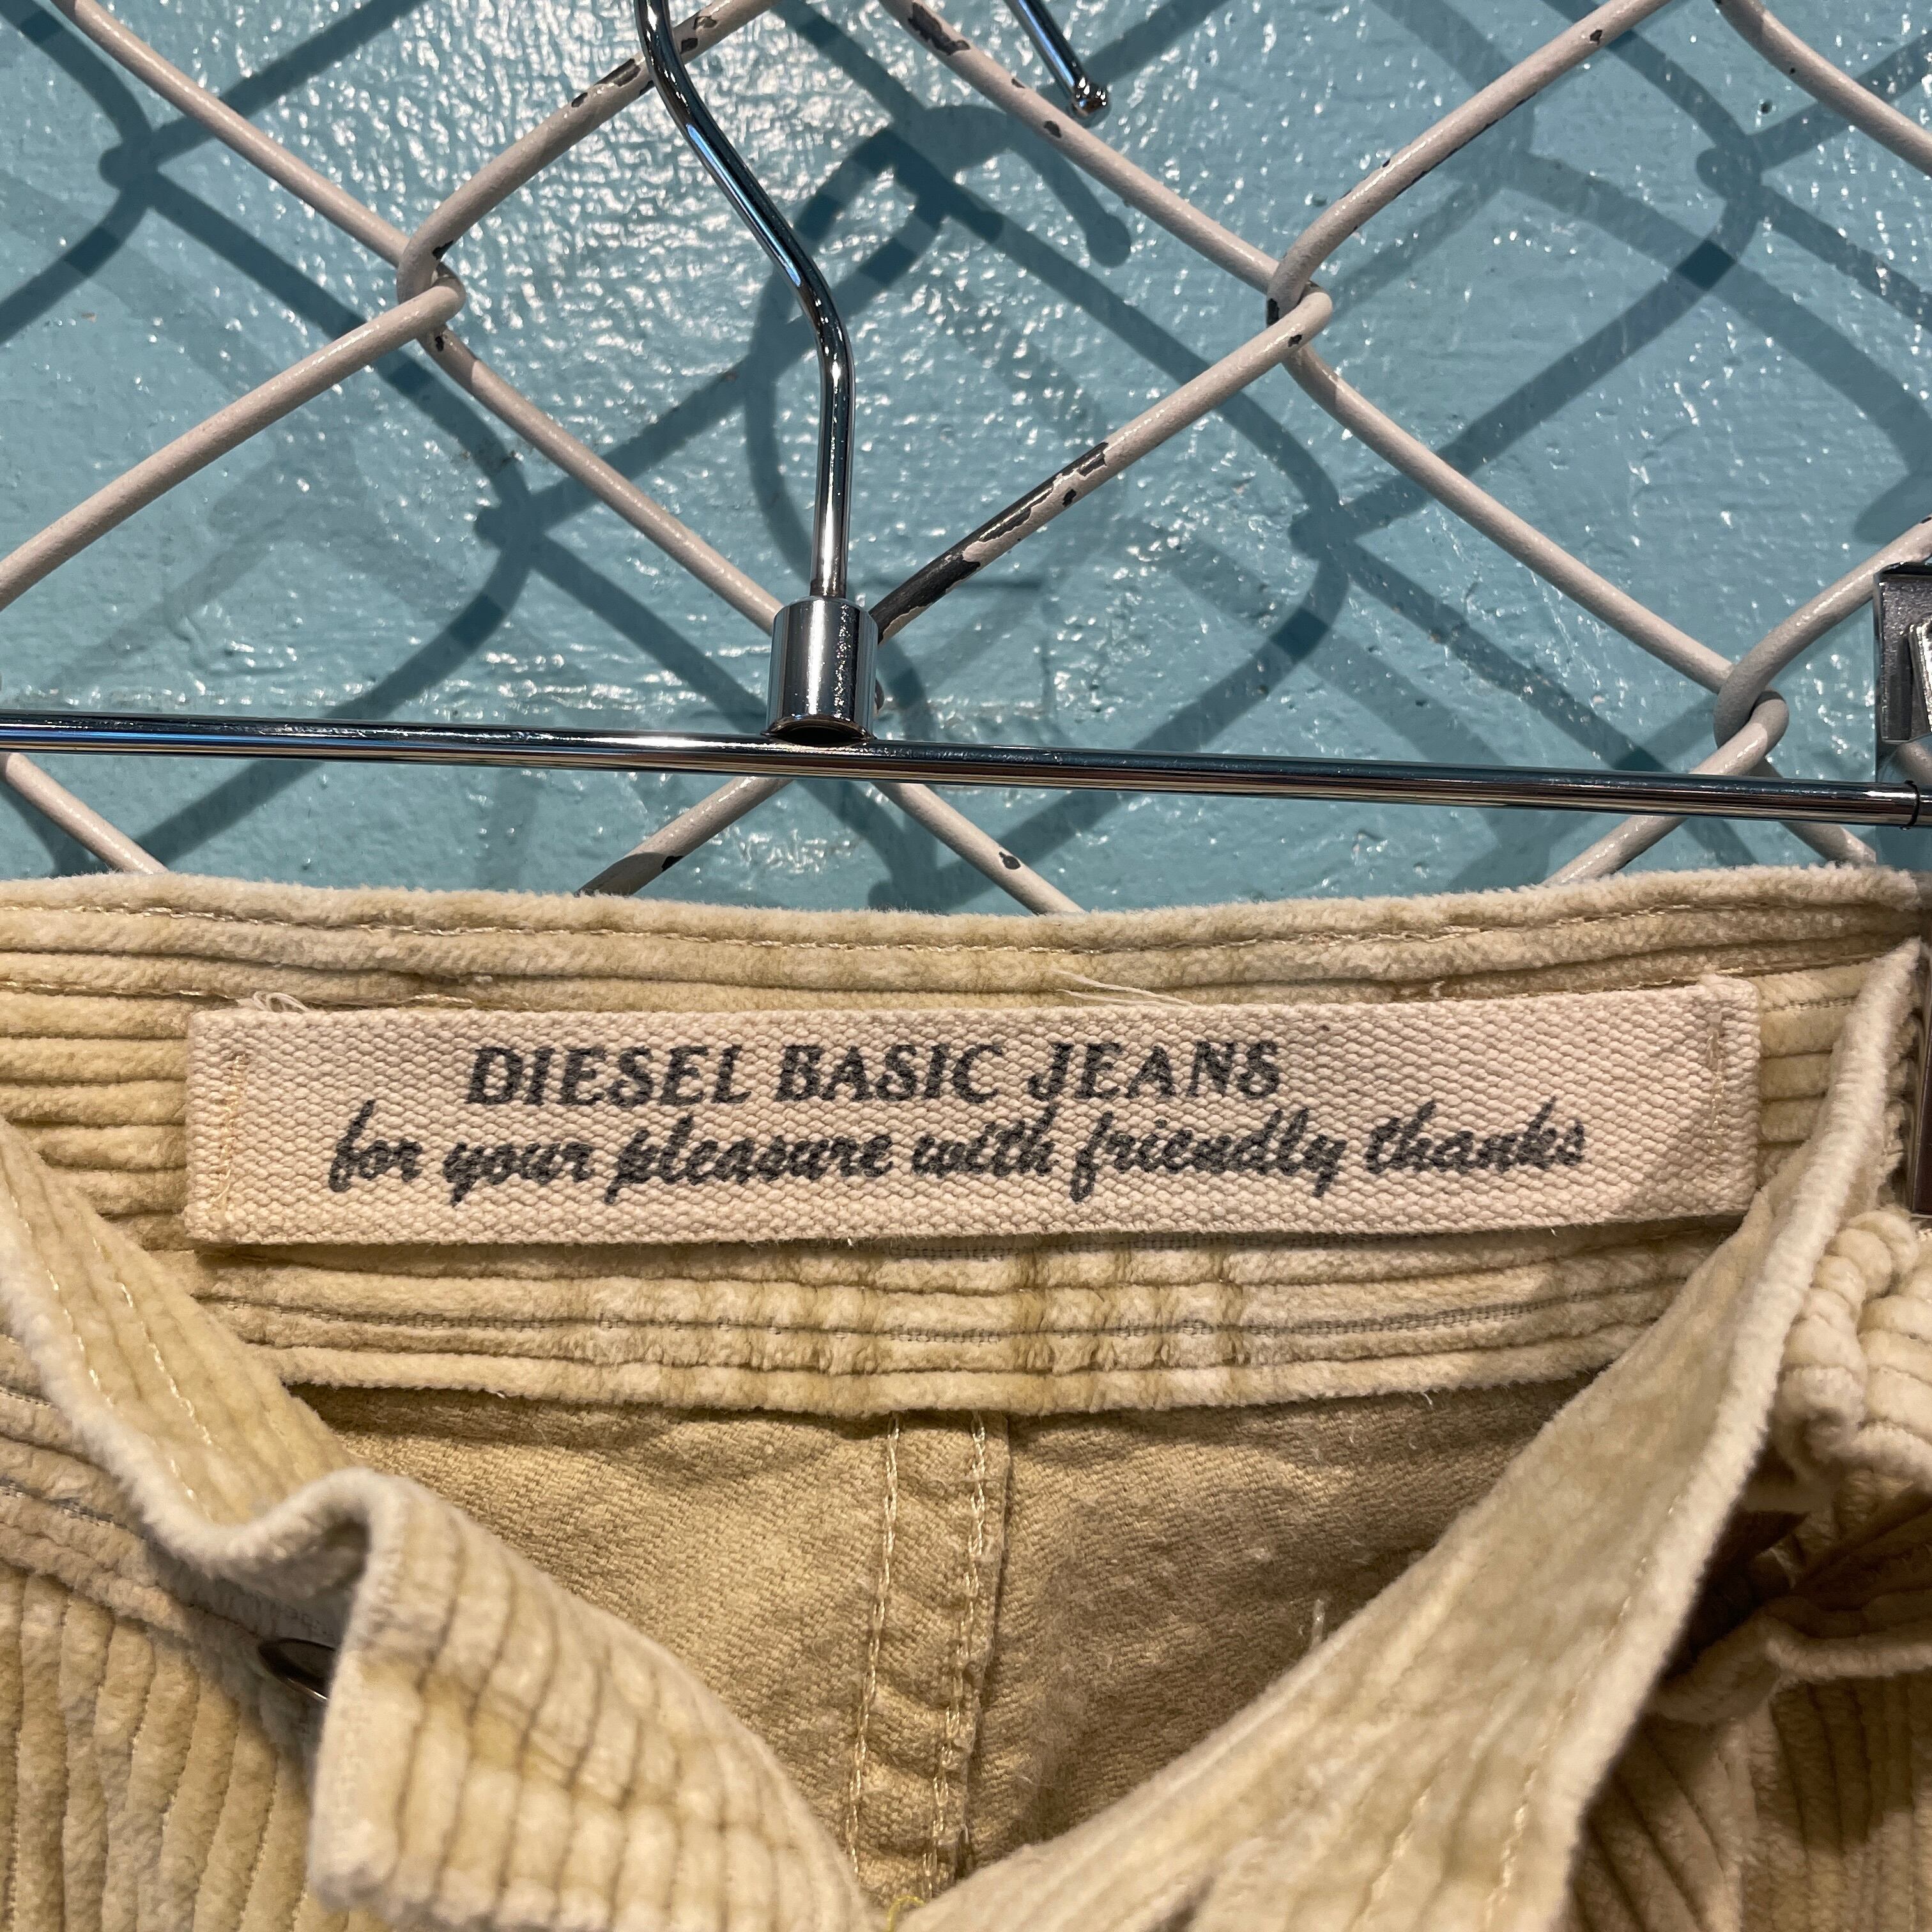 DIESEL BASIC JEANS
for your pleasure with friendly thanks